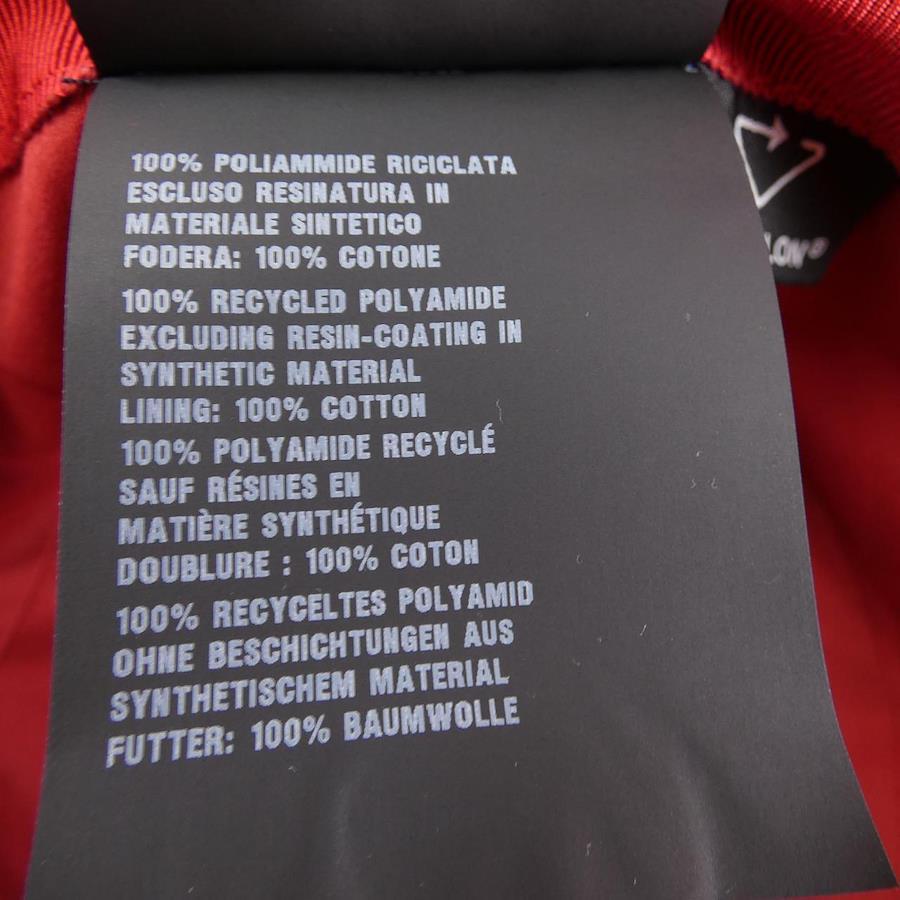 100% POLIAMMIDE RICICLATA
ESCLUSO RESINATURA IN
MATERIALE SINTETICO
FODERA: 100% COTONE
100% RECYCLED POLYAMIDE
EXCLUDING RESIN-COATING IN
SYNTHETIC MATERIAL
LINING: 100% COTTON
100% POLYAMIDE RECYCLÉ
SAUF RÉSINES EN
MATIÈRE SYNTHÉTIQUE
DOUBLURE : 100% COTON
100% RECYCELTES POLYAMID
OHNE BESCHICHTUNGEN AUS
SYNTHETISCHEM MATERIAL
FUTTER: 100% BAUMWOLLE